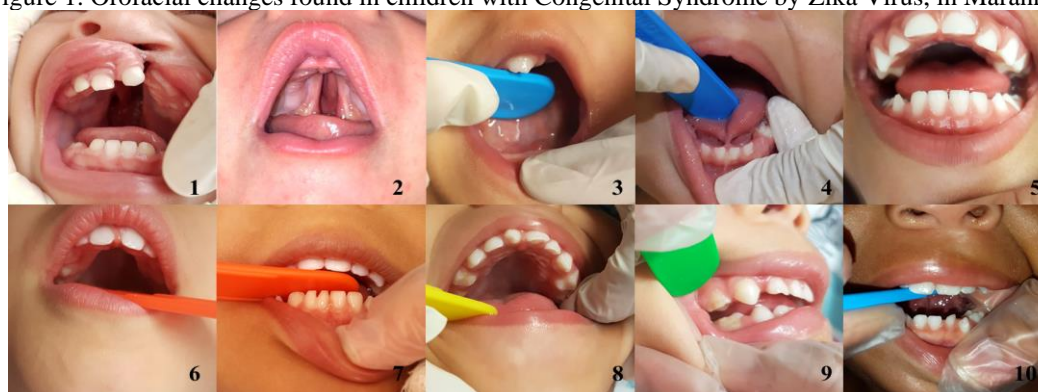 igure 1. Orofacial changes found in children with Congenital Syndrome by Zika Virus, in
1 2 3 4 5
6 7 8 9 10